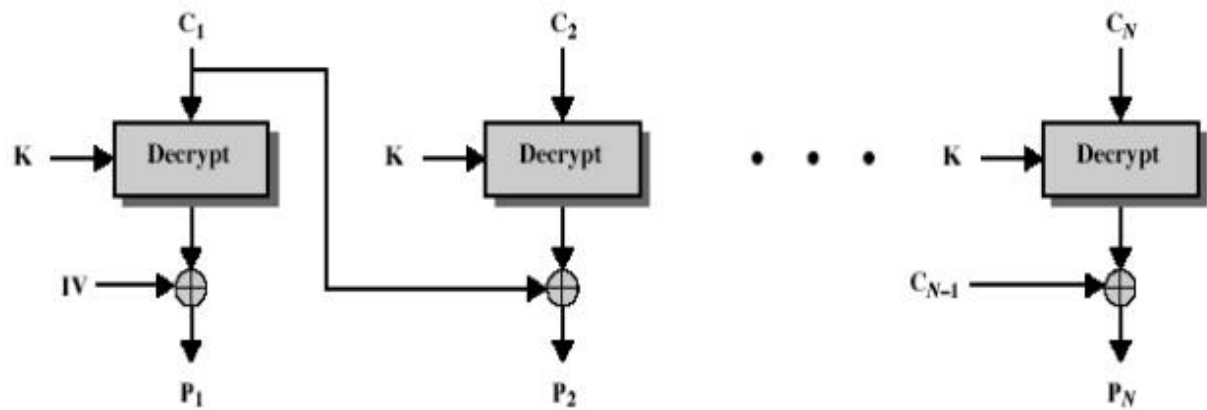 C1 C2 CN
K Decrypt K Decrypt K Decrypt
IV CN-1
P1 P2 PN